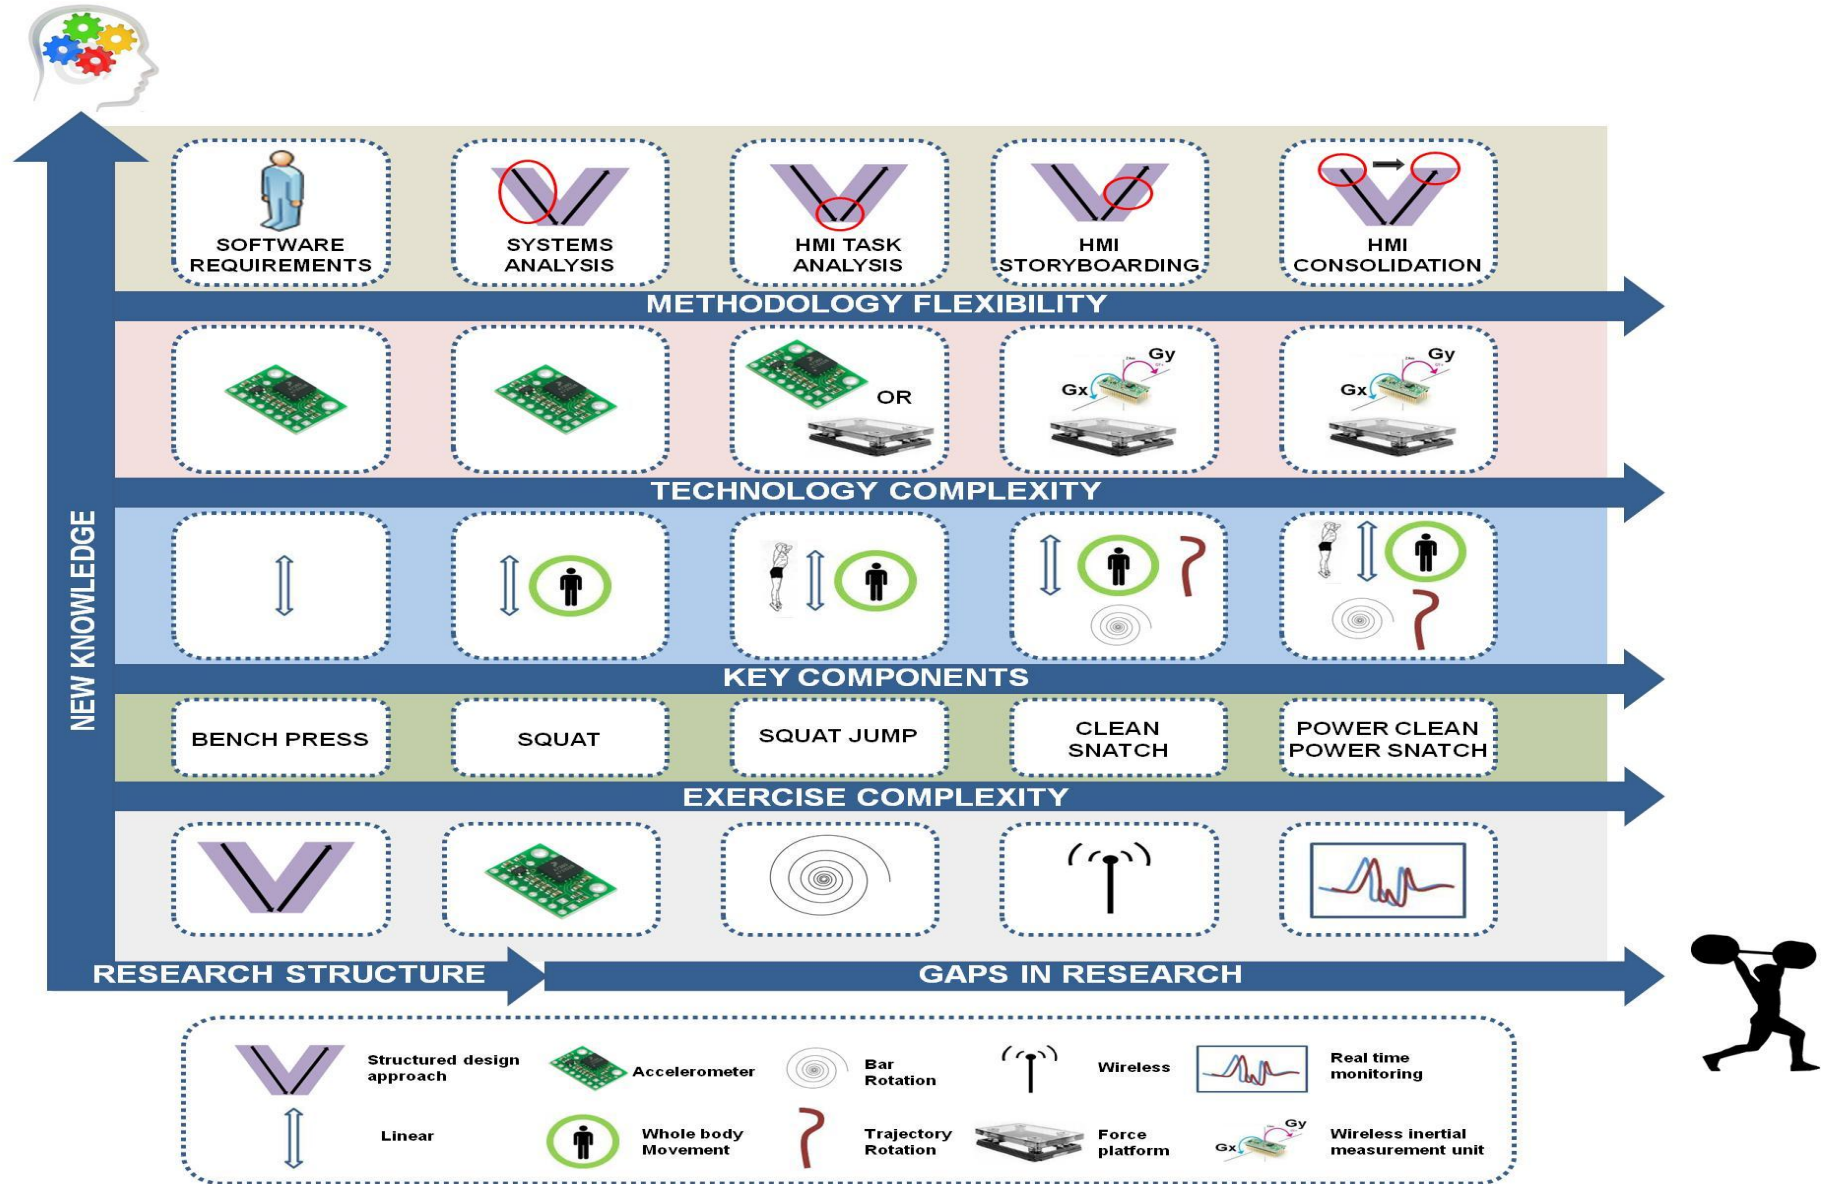 SOFTWARE
REQUIREMENTS
SYSTEMS
ANALYSIS
HMI TASK
ANALYSIS
HMI
STORYBOARDING
HMI
CONSOLIDATION
METHODOLOGY FLEXIBILITY
OR
Gy
Gx
Gy
Gx
TECHNOLOGY COMPLEXITY
NEW KNOWLEDGE
KEY COMPONENTS
BENCH PRESS
SQUAT
SQUAT JUMP
CLEAN
SNATCH
POWER CLEAN
POWER SNATCH
EXERCISE COMPLEXITY
RESEARCH STRUCTURE
GAPS IN RESEARCH
Structured design
approach
Accelerometer
Bar
Rotation
Wireless
Real time
monitoring
Linear
Whole body
Movement
Trajectory
Rotation
Force
platform
Gy
Gx
Wireless inertial
measurement unit